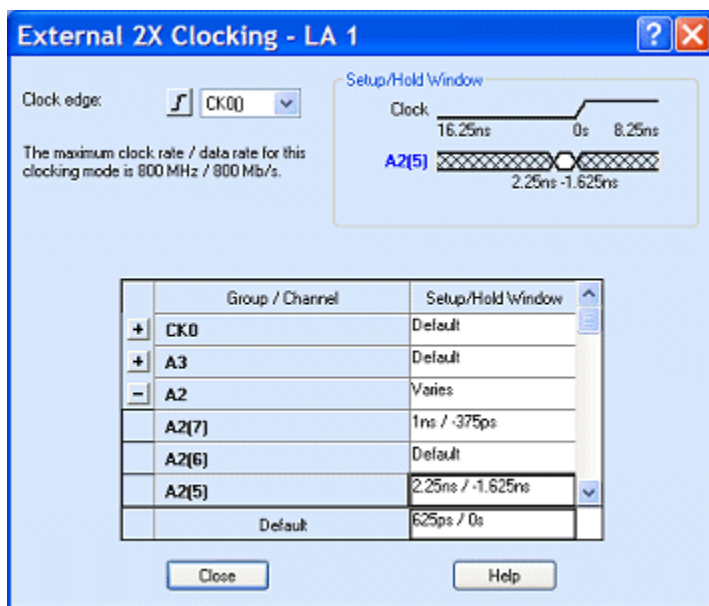 External 2X Clocking - LA 1
Clock edge:
CK0()
The maximum clock rate / data rate for this
clocking mode is 800 MHz / 800 Mb/s.
Setup/Hold Window
Clock
16.25ns 0s 8.25ns
A2(5)
2.25ns -1.625ns
Group / Channel Setup/Hold Window
+ CK0 Default
+ A3 Default
- A2 Varies
A2(7) 1ns / -375ps
A2(6) Default
A2(5) 2.25ns / -1.625ns
Default 625ps / 0s
Close Help